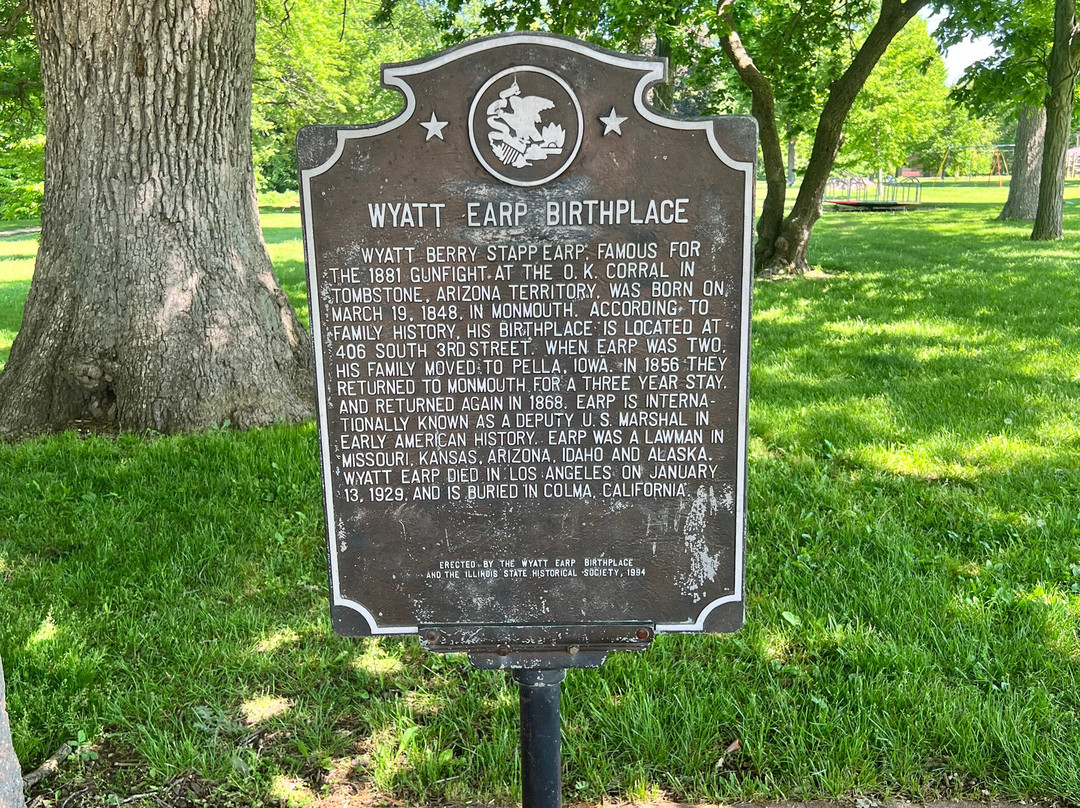 WYATT EARP BIRTHPLACE
WYATT BERRY STAPP EARP, FAMOUS FOR
THE 1881 GUNFIGHT AT THE O. K. CORRAL IN
TOMBSTONE, ARIZONA TERRITORY, WAS BORN ON
MARCH 19, 1848, IN MONMOUTH. ACCORDING TO
FAMILY HISTORY, HIS BIRTHPLACE IS LOCATED AT
406 SOUTH 3RD STREET. WHEN EARP WAS TWO,
HIS FAMILY MOVED TO PELLA, IOWA. IN 1856 THEY
RETURNED TO MONMOUTH FOR A THREE YEAR STAY.
AND RETURNED AGAIN IN 1868. EARP IS INTERNA-
TIONALLY KNOWN AS A DEPUTY U. S. MARSHAL IN
EARLY AMERICAN HISTORY. EARP WAS A LAWMAN IN
MISSOURI, KANSAS, ARIZONA, IDAHO AND ALASKA.
WYATT EARP DIED IN LOS ANGELES ON JANUARY
13, 1929, AND IS BURIED IN COLMA, CALIFORNIA.
ERECTED BY THE WYATT EARP BIRTHPLACE
AND THE ILLINOIS STATE HISTORICAL SOCIETY, 1994